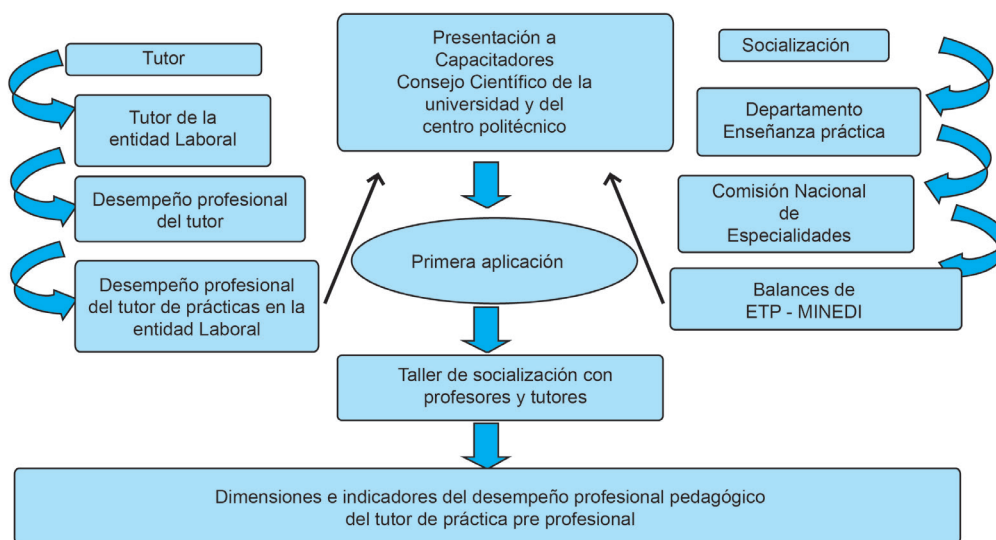 Tutor
Tutor de la
entidad Laboral
Desempeño profesional
del tutor
Desempeño profesional
del tutor de prácticas en la
entidad Laboral
Presentación a
Capacitadores
Consejo Científico de la
universidad y del
centro politécnico
Primera aplicación
Taller de socialización con
profesores y tutores
Socialización
Departamento
Enseñanza práctica
Comisión Nacional
de
Especialidades
Balances de
ETP - MINEDI
Dimensiones e indicadores del desempeño profesional pedagógico
del tutor de práctica pre profesional